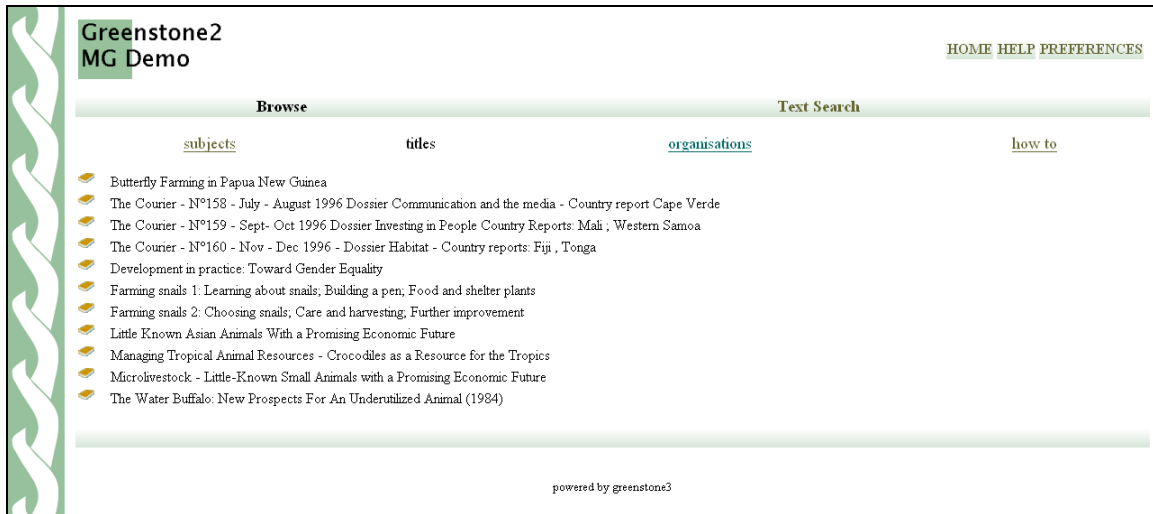 Greenstone2
MG Demo
HOME HELP PREFERENCES
Browse Text Search
subjects titles organisations how to
Butterfly Farming in Papua New Guinea
The Courier - Nº158 - July - August 1996 Dossier Communication and the media - Country report Cape Verde
The Courier - Nº159 - Sept- Oct 1996 Dossier Investing in People Country Reports: Mali ; Western Samoa
The Courier - Nº160 - Nov - Dec 1996 - Dossier Habitat - Country reports: Fiji , Tonga
Development in practice: Toward Gender Equality
Farming snails 1: Learning about snails; Building a pen; Food and shelter plants
Farming snails 2: Choosing snails; Care and harvesting; Further improvement
Little Known Asian Animals With a Promising Economic Future
Managing Tropical Animal Resources - Crocodiles as a Resource for the Tropics
Microlivestock - Little-Known Small Animals with a Promising Economic Future
The Water Buffalo: New Prospects For An Underutilized Animal (1984)
powered by greenstone3